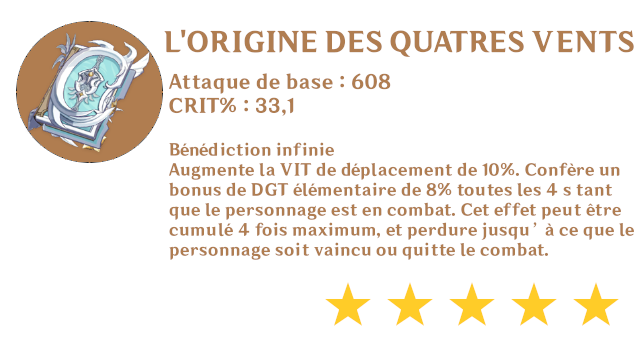 L'ORIGINE DES QUATRES VENTS
Attaque de base : 608
CRIT% : 33,1
Bénédiction infinie
Augmente la VIT de déplacement de 10%. Confère un
bonus de DGT élémentaire de 8% toutes les 4 s tant
que le personnage est en combat. Cet effet peut être
cumulé 4 fois maximum, et perdure jusqu’ à ce que le
personnage soit vaincu ou quitte le combat.